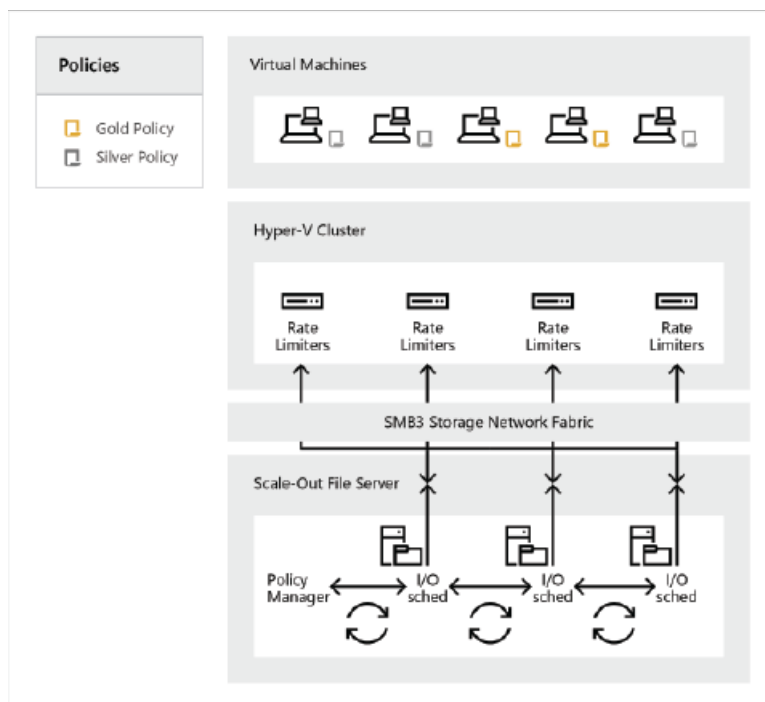 Policies
Gold Policy
Silver Policy
Virtual Machines
Hyper-V Cluster
Rate
Limiters
Rate
Limiters
Rate
Limiters
Rate
Limiters
SMB3 Storage Network Fabric
Scale-Out File Server
Policy
Manager
I/O
sched
I/O
sched
I/O
sched